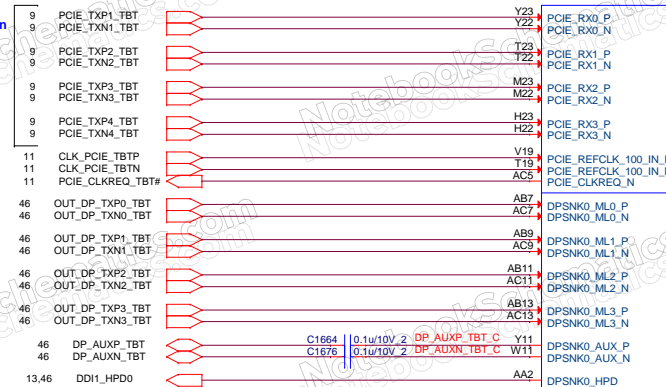 n
9 PCIE_TXP1_TBT Y23 PCIE_RX0_P
9 PCIE_TXN1_TBT Y22 PCIE_RX0_N
9 PCIE_TXP2_TBT T23 PCIE_RX1_P
9 PCIE_TXN2_TBT T22 PCIE_RX1_N
9 PCIE_TXP3_TBT M23 PCIE_RX2_P
9 PCIE_TXN3_TBT M22 PCIE_RX2_N
9 PCIE_TXP4_TBT H23 PCIE_RX3_P
9 PCIE_TXN4_TBT H22 PCIE_RX3_N
11 CLK_PCIE_TBTP V19 PCIE_REFCLK_100_IN_
11 CLK_PCIE_TBTN T19 PCIE_REFCLK_100_IN_
11 PCIE_CLKREQ_TBT# AC5 PCIE_CLKREQ_N
46 OUT_DP_TXP0_TBT AB7 DPSNK0_ML0_P
46 OUT_DP_TXN0_TBT AC7 DPSNK0_ML0_N
46 OUT_DP_TXP1_TBT AB9 DPSNK0_ML1_P
46 OUT_DP_TXN1_TBT AC9 DPSNK0_ML1_N
46 OUT_DP_TXP2_TBT AB11 DPSNK0_ML2_P
46 OUT_DP_TXN2_TBT AC11 DPSNK0_ML2_N
46 OUT_DP_TXP3_TBT AB13 DPSNK0_ML3_P
46 OUT_DP_TXN3_TBT AC13 DPSNK0_ML3_N
46 DP_AUXP_TBT C1664 0.1u/10V_2 DP_AUXP_TBT_C Y11 DPSNK0_AUX_P
46 DP_AUXN_TBT C1676 0.1u/10V_2 DP_AUXN_TBT_C W11 DPSNK0_AUX_N
13,46 DDI1_HPD0 AA2 DPSNK0_HPD
NotebookSchematics